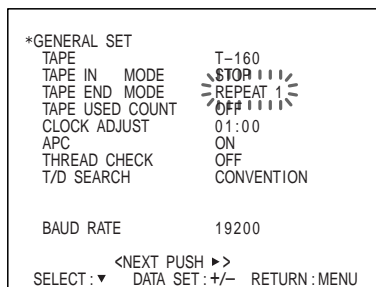 *GENERAL SET
TAPE T–160
TAPE IN MODE STOP
TAPE END MODE REPEAT 1
TAPE USED COUNT OFF
CLOCK ADJUST 01:00
APC ON
THREAD CHECK OFF
T/D SEARCH CONVENTION
BAUD RATE 19200
<NEXT PUSH ►>
SELECT : ▼ DATA SET : +/– RETURN : MENU